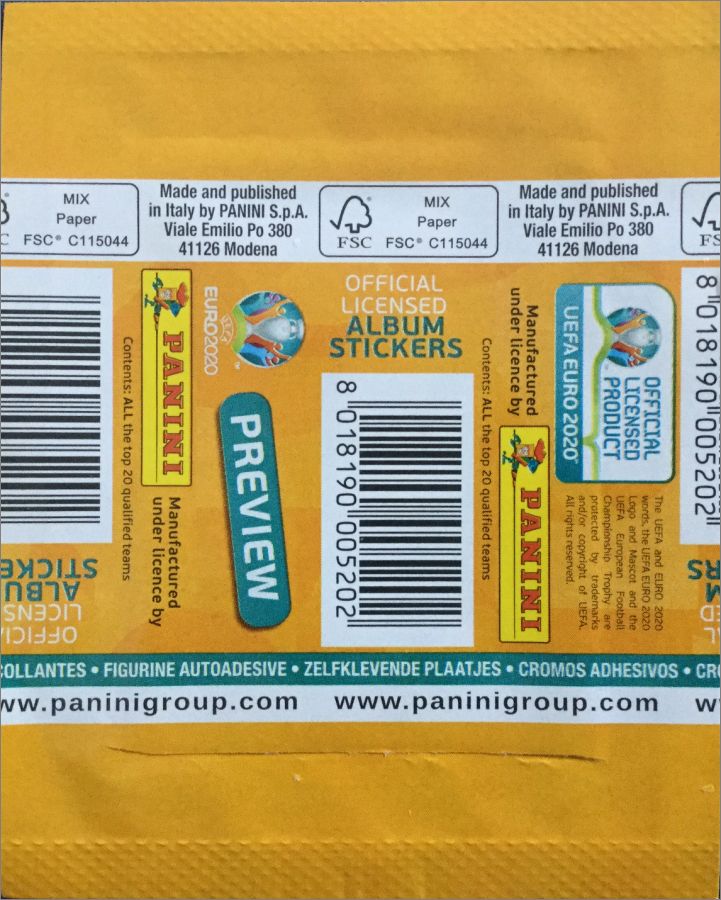 MIX
Paper
FSC® C115044
Made and published
in Italy by PANINI S.p.A.
Viale Emilio Po 380
41126 Modena
FSC
MIX
Paper
FSC® C115044
Made and published
in Italy by PANINI S.p.A.
Viale Emilio Po 380
41126 Modena
Contents: ALL the top 20 qualified teams
PANINI
Manufactured
under licence by
UEFA
EURO2020
™
PREVIEW
OFFICIAL
LICENSED
ALBUM
STICKERS
8 018190 005202
Contents: ALL the top 20 qualified teams
Manufactured
under licence by
PANINI
OFFICIAL
LICENSED
PRODUCT
UEFA EURO 2020™
The UEFA and EURO 2020
words, the UEFA EURO 2020
Logo and Mascot and the
UEFA European Football
Championship Trophy are
protected by trademarks
and/or copyright of UEFA.
All rights reserved.
8 018190 005202
• FIGURINE AUTOADESIVE • ZELFKLEVENDE PLAATJES • CROMOS ADHESIVOS •
www.paninigroup.com www.paninigroup.com